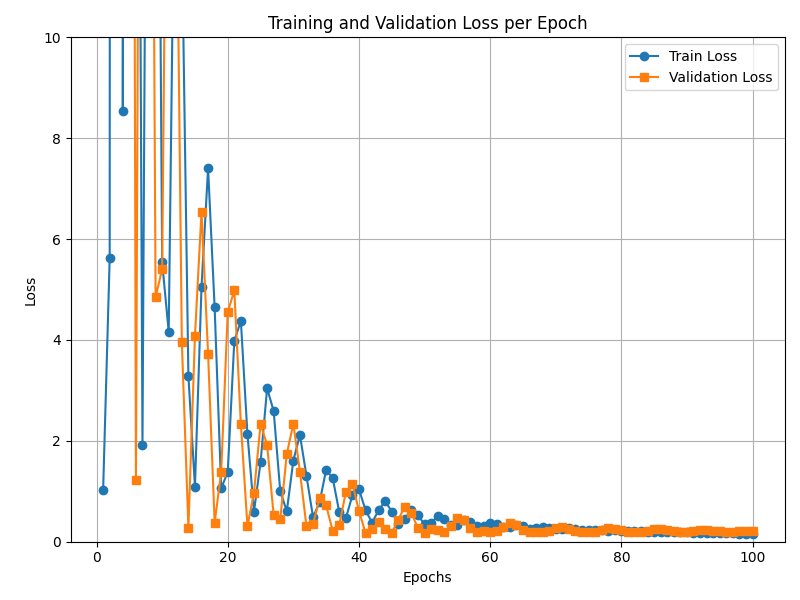 Training and Validation Loss per Epoch
10
8
6
4
2
0
Loss
Train Loss
Validation Loss
0 20 40 60 80 100
Epochs